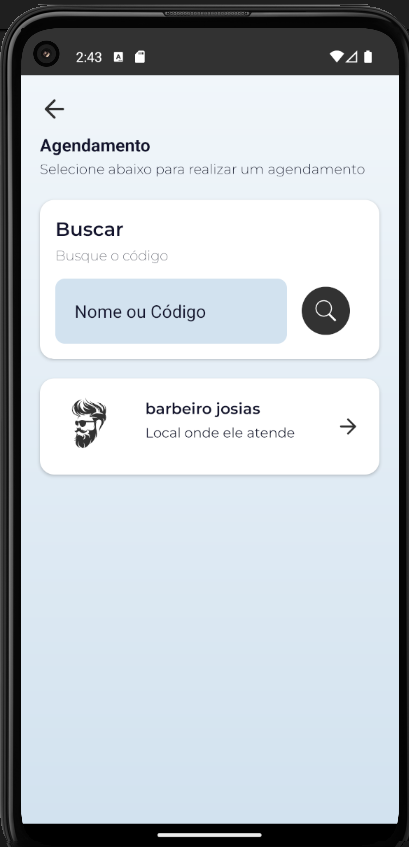 2:43
Agendamento
Selecione abaixo para realizar um agendamento
Buscar
Busque o código
Nome ou Código
barbeiro josias
Local onde ele atende